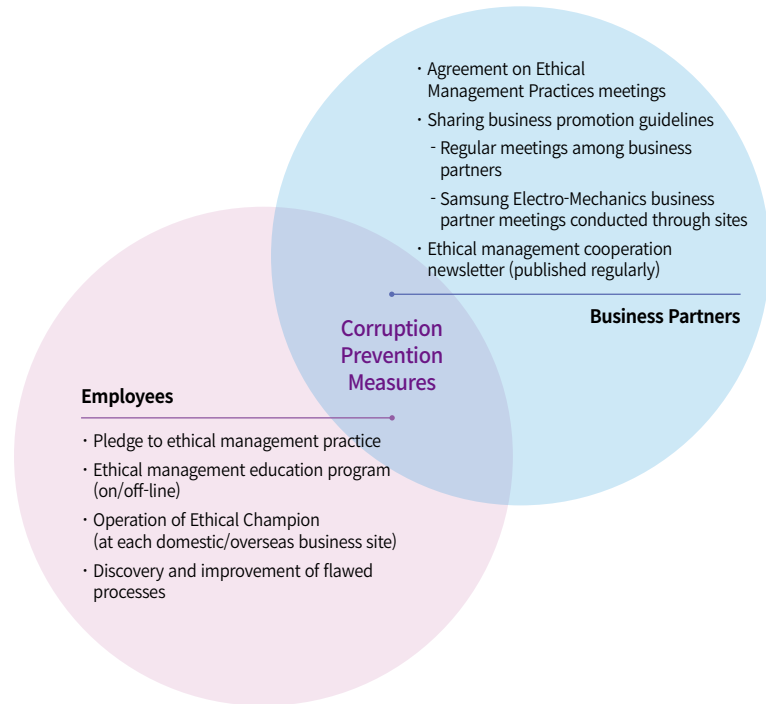 · Agreement on Ethical
Management Practices meetings
· Sharing business promotion guidelines
- Regular meetings among business
partners
- Samsung Electro-Mechanics business
partner meetings conducted through sites
· Ethical management cooperation
newsletter (published regularly)
Business Partners
Corruption
Prevention
Measures
Employees
· Pledge to ethical management practice
· Ethical management education program
(on/off-line)
· Operation of Ethical Champion
(at each domestic/overseas business site)
· Discovery and improvement of flawed
processes